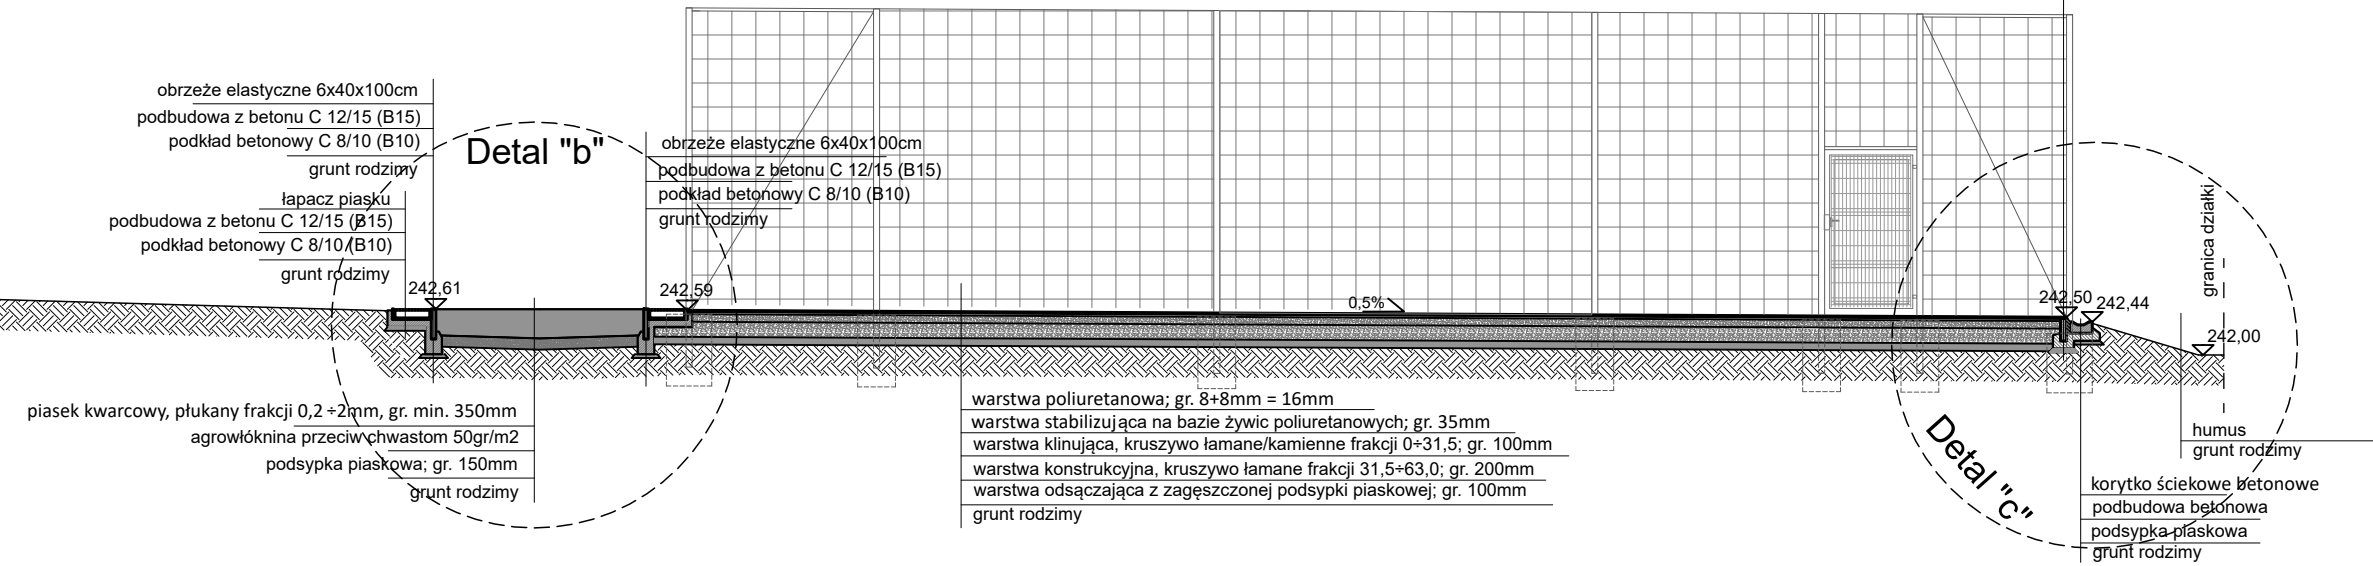 obrzeże elastyczne 6x40x100cm
podbudowa z betonu C 12/15 (B15)
podkład betonowy C 8/10 (B10)
grunt rodzimy
łapacz piasku
podbudowa z betonu C 12/15 (B15)
podkład betonowy C 8/10 (B10)
grunt rodzimy
Detal "b"
obrzeże elastyczne 6x40x100cm
podbudowa z betonu C 12/15 (B15)
podkład betonowy C 8/10 (B10)
grunt rodzimy
242,61
242,59
0,5%
242,50
242,44
granica działki
242,00
piasek kwarcowy, płukany frakcji 0,2 ÷2mm, gr. min. 350mm
agrowłóknina przeciw chwastom 50gr/m2
podsypka piaskowa; gr. 150mm
grunt rodzimy
warstwa poliuretanowa; gr. 8+8mm = 16mm
warstwa stabilizująca na bazie żywic poliuretanowych; gr. 35mm
warstwa klinująca, kruszywo łamane/kamienne frakcji 0÷31,5; gr. 100mm
warstwa konstrukcyjna, kruszywo łamane frakcji 31,5÷63,0; gr. 200mm
warstwa odsączająca z zagęszczonej podsypki piaskowej; gr. 100mm
grunt rodzimy
Detal "c"
humus
grunt rodzimy
korytko ściekowe betonowe
podbudowa betonowa
podsypka piaskowa
grunt rodzimy